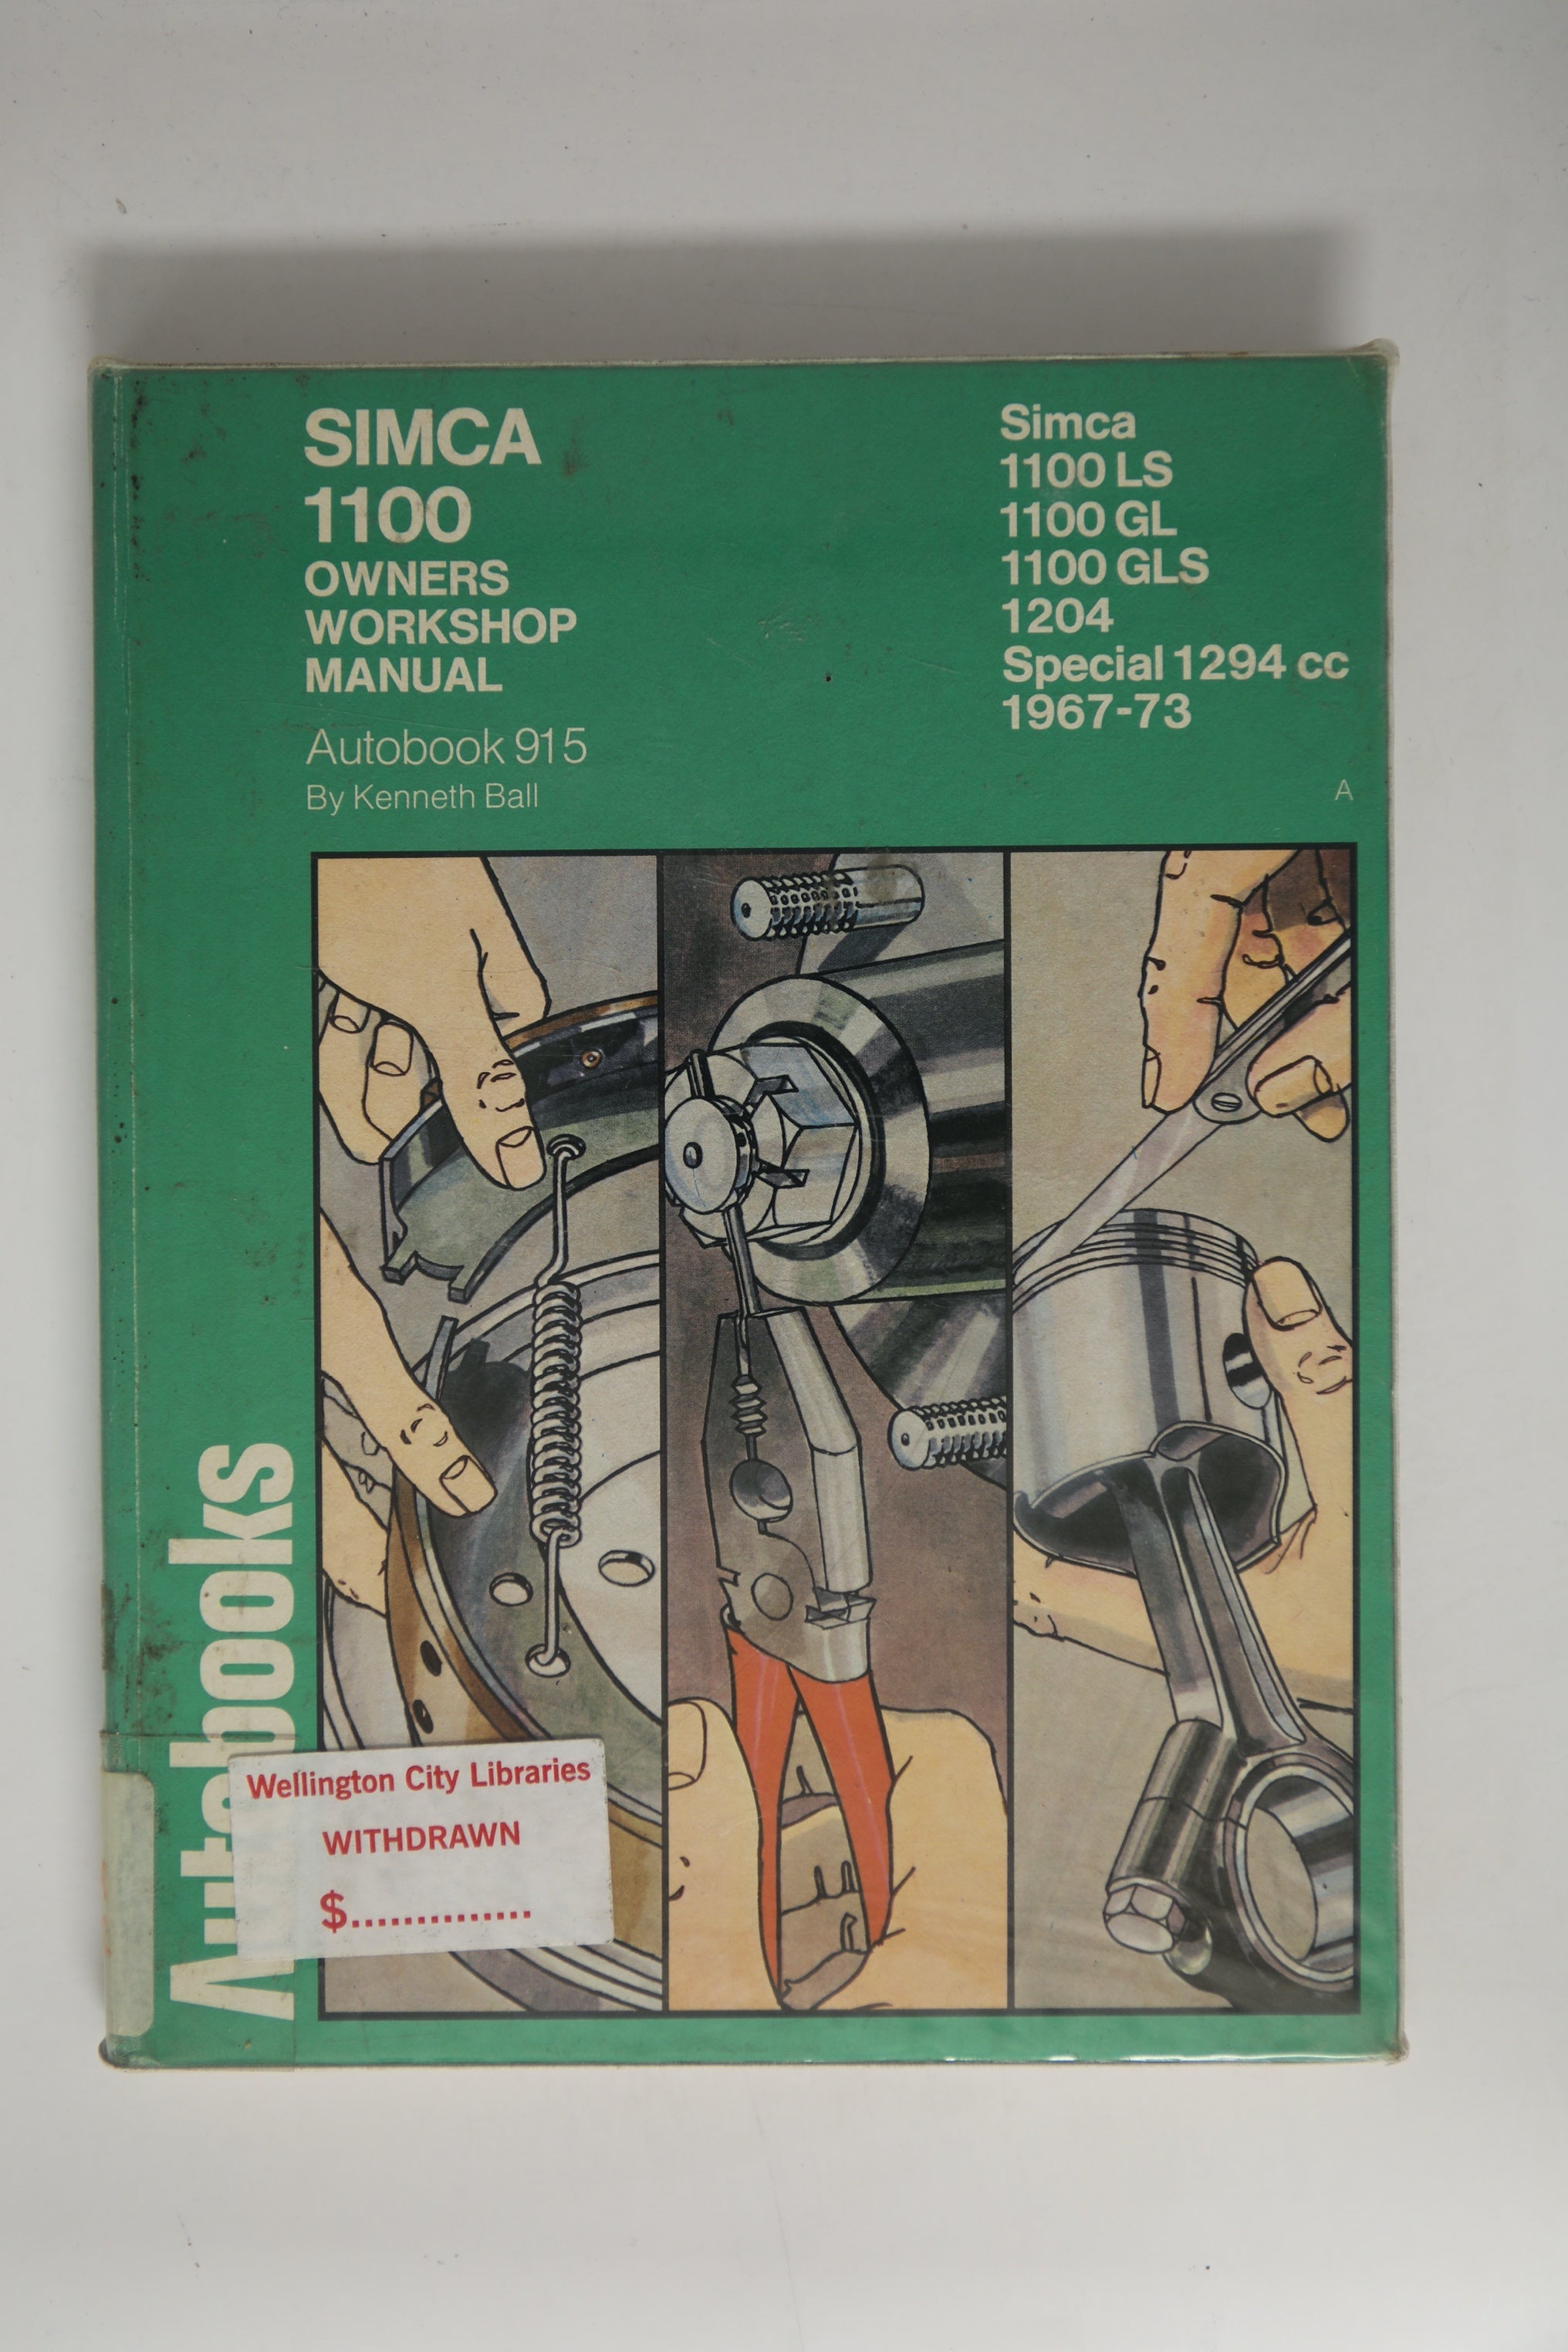 SIMCA
1100
OWNERS
WORKSHOP
MANUAL
Autobook 915
By Kenneth Ball
Simca
1100 LS
1100 GL
1100 GLS
1204
Special 1294 cc
1967-73
A
Autobooks
Wellington City Libraries
WITHDRAWN
$..............